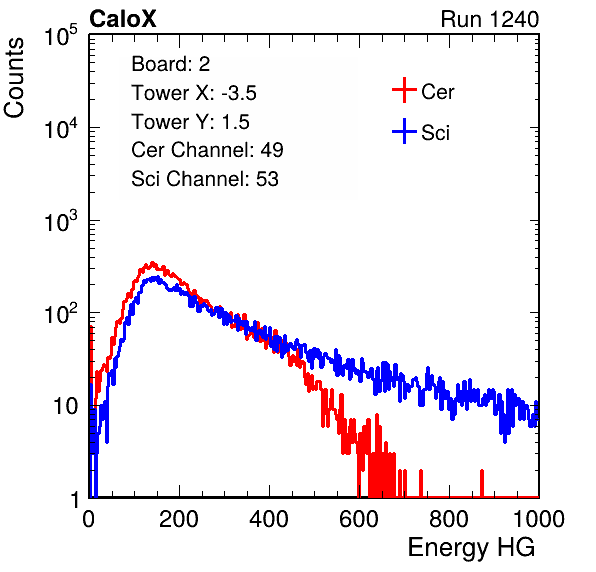 CaloX Run 1240
Counts
10^5
10^4
10^3
10^2
10
1
Board: 2
Tower X: -3.5
Tower Y: 1.5
Cer Channel: 49
Sci Channel: 53
Cer
Sci
0 200 400 600 800 1000
Energy HG